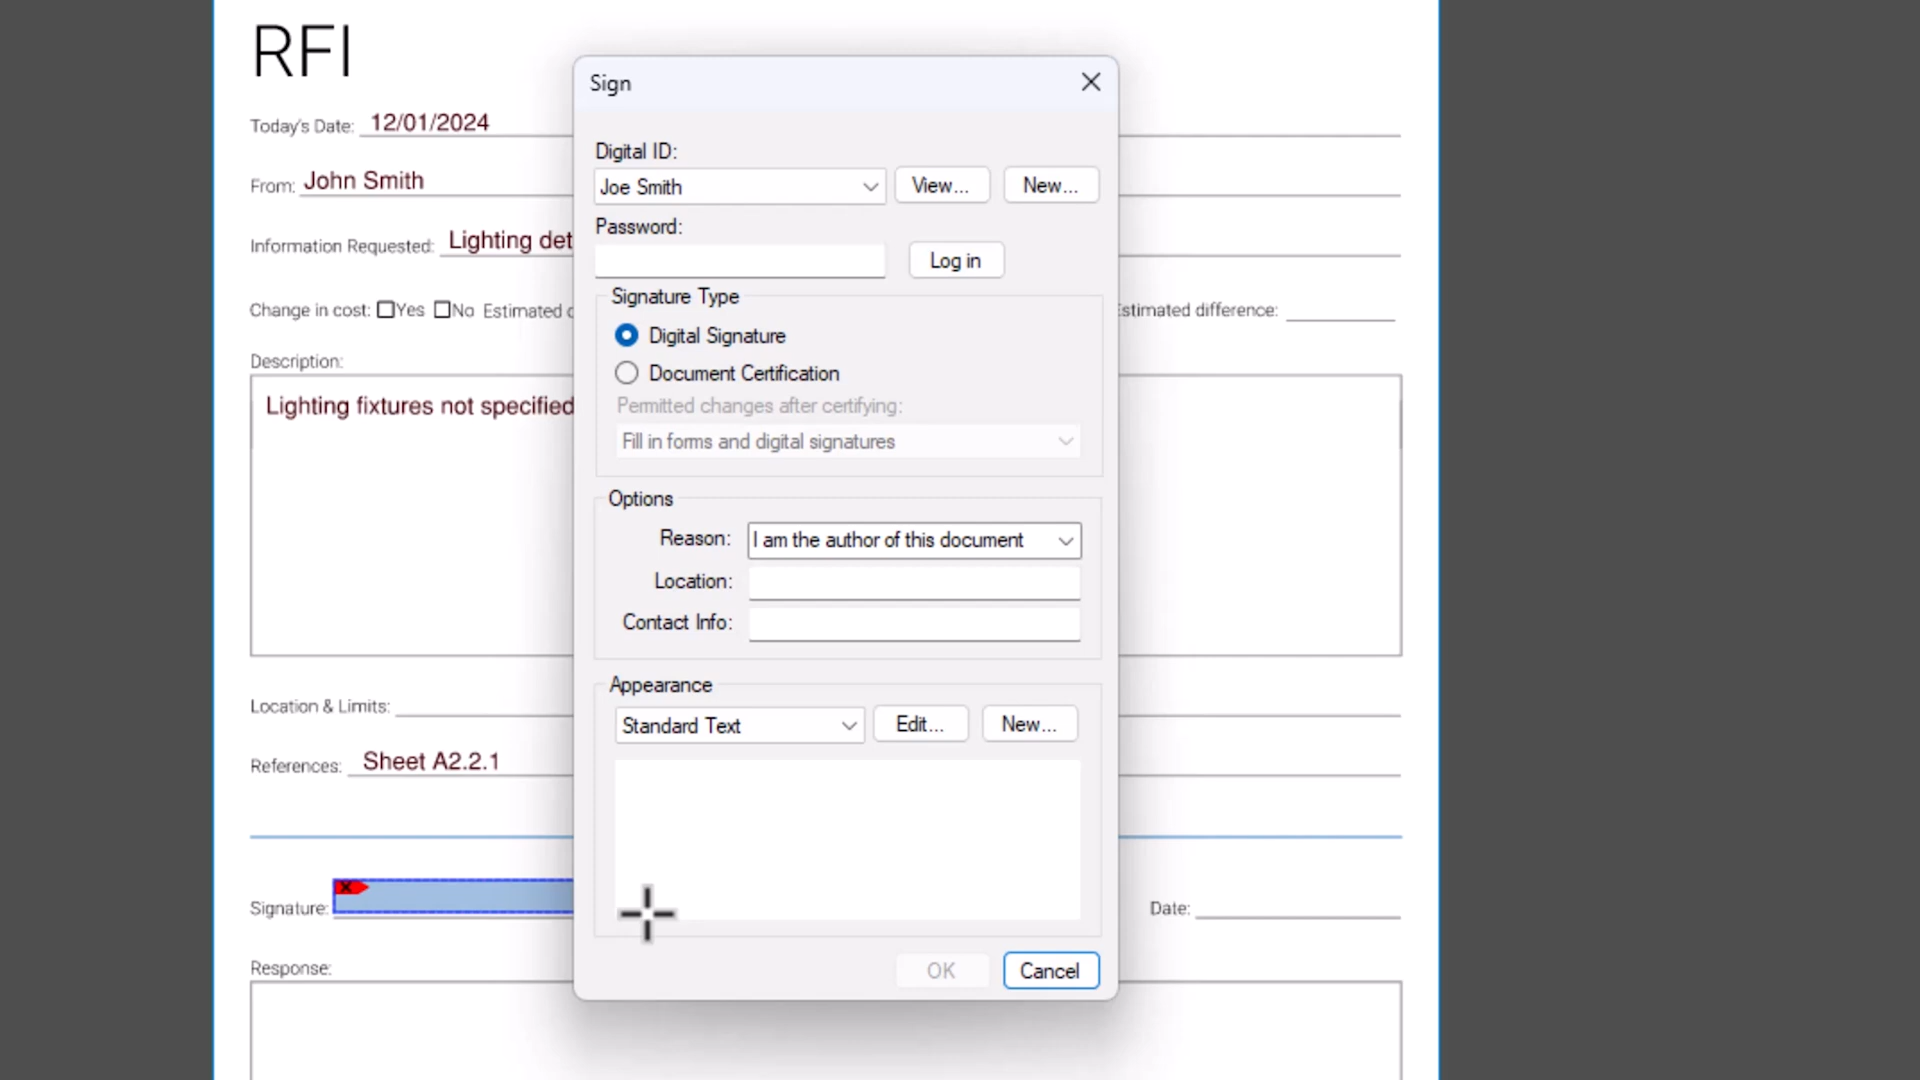 RFI
Sign
Today's Date: 12/01/2024
Digital ID:
Joe Smith
View...
New...
From: John Smith
Password:
Log in
Information Requested: Lighting det
Signature Type
Digital Signature
Document Certification
Permitted changes after certifying:
Fill in forms and digital signatures
Change in cost: Yes No Estimated
Estimated difference:
Description:
Lighting fixtures not specified
Options
Reason: I am the author of this document
Location:
Contact Info:
Appearance
Standard Text
Edit...
New...
Location & Limits:
References: Sheet A2.2.1
Signature:
Date:
Response:
OK
Cancel